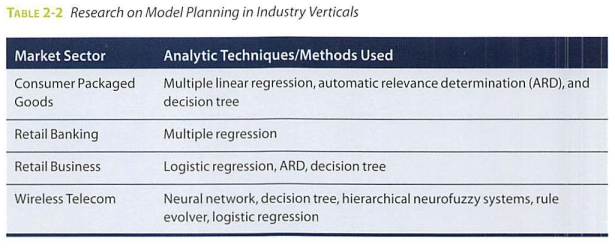 TABLE 2-2 Research on Model Planning in Industry Verticals
Market Sector Analytic Techniques/Methods Used
Consumer Packaged Multiple linear regression, automatic relevance determination (ARD), and
Goods decision tree
Retail Banking Multiple regression
Retail Business Logistic regression, ARD, decision tree
Wireless Telecom Neural network, decision tree, hierarchical neurofuzzy systems, rule
evolver, logistic regression